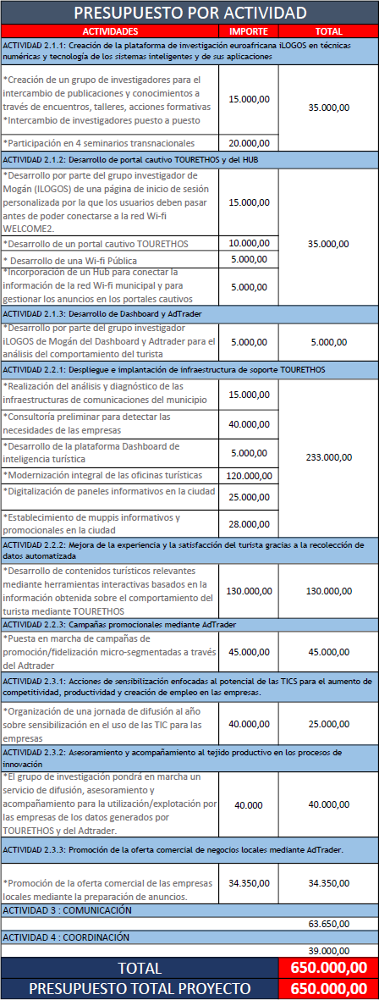 PRESUPUESTO POR ACTIVIDAD
ACTIVIDADES IMPORTE TOTAL
ACTIVIDAD 2.1.1: Creación de la plataforma de investigación euroafricana iLOGOS en técnicas
numéricas y tecnología de los sistemas inteligentes y de sus aplicaciones
*Creación de un grupo de investigadores para el
intercambio de publicaciones y conocimientos a
través de encuentros, talleres, acciones formativas
*Intercambio de investigadores puesto a puesto
15.000,00
35.000,00
*Participación en 4 seminarios transnacionales 20.000,00
ACTIVIDAD 2.1.2: Desarrollo de portal cautivo TOURETHOS y del HUB
*Desarrollo por parte del grupo investigador de
Mogán (ILOGOS) de una página de inicio de sesión
personalizada por la que los usuarios deben pasar
antes de poder conectarse a la red Wi-fi
WELCOME2.
15.000,00
*Desarrollo de un portal cautivo TOURETHOS 10.000,00
35.000,00
* Desarrollo de una Wi-fi Pública 5.000,00
*Incorporación de un Hub para conectar la
información de la red Wi-fi municipal y para
gestionar los anuncios en los portales cautivos
5.000,00
ACTIVIDAD 2.1.3: Desarrollo de Dashboard y AdTrader
*Desarrollo por parte del grupo investigador
iLOGOS de Mogán del Dashboard y Adtrader para el
análisis del comportamiento del turista
5.000,00 5.000,00
ACTIVIDAD 2.2.1: Despliegue e implantación de infraestructura de soporte TOURETHOS
*Realización del análisis y diagnóstico de las
infraestructuras de comunicaciones del municipio
15.000,00
*Consultoría preliminar para detectar las
necesidades de las empresas
40.000,00
*Desarrollo de la plataforma Dashboard de
inteligencia turística
5.000,00
233.000,00
*Modernización integral de las oficinas turísticas 120.000,00
*Digitalización de paneles informativos en la ciudad
25.000,00
*Establecimiento de muppis informativos y
promocionales en la ciudad
28.000,00
ACTIVIDAD 2.2.2: Mejora de la experiencia y la satisfacción del turista gracias a la recolección de
datos automatizada
*Desarrollo de contenidos turísticos relevantes
mediante herramientas interactivas basados en la
información obtenida sobre el comportamiento del
turista mediante TOURETHOS
130.000,00 130.000,00
ACTIVIDAD 2.2.3: Campañas promocionales mediante AdTrader
*Puesta en marcha de campañas de
promoción/fidelización micro-segmentadas a través
del Adtrader
45.000,00 45.000,00
ACTIVIDAD 2.3.1: Acciones de sensibilización enfocadas al potencial de las TICS para el aumento de
competitividad, productividad y creación de empleo en las empresas.
*Organización de una jornada de difusión al año
sobre sensibilización en el uso de las TIC para las
empresas
40.000,00 25.000,00
ACTIVIDAD 2.3.2: Asesoramiento y acompañamiento al tejido productivo en los procesos de
innovación
*El grupo de investigación pondrá en marcha un
servicio de difusión, asesoramiento y
acompañamiento para la utilización/explotación por
las empresas de los datos generados por
TOURETHOS y del Adtrader.
40.000 40.000,00
ACTIVIDAD 2.3.3: Promoción de la oferta comercial de negocios locales mediante AdTrader.
*Promoción de la oferta comercial de las empresas
locales mediante la preparación de anuncios.
34.350,00 34.350,00
ACTIVIDAD 3 : COMUNICACIÓN
63.650,00
ACTIVIDAD 4 : COORDINACIÓN
39.000,00
TOTAL 650.000,00
PRESUPUESTO TOTAL PROYECTO 650.000,00